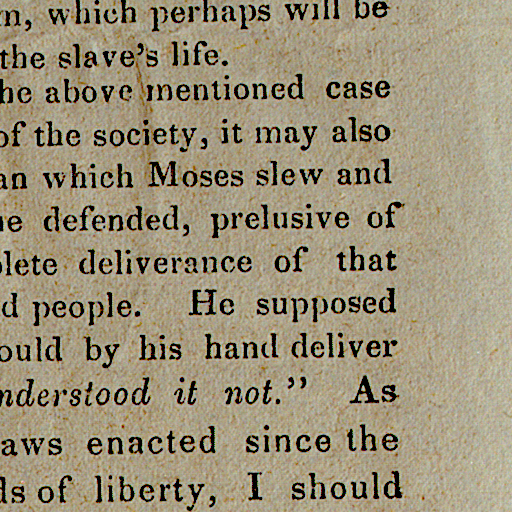 n, which perhaps will be
the slave's life.
he above mentioned case
of the society, it may also
an which Moses slew and
ne defended, prelusive of
plete deliverance of that
d people. He supposed
ould by his hand deliver
nderstood it not.” As
aws enacted since the
ds of liberty, I should